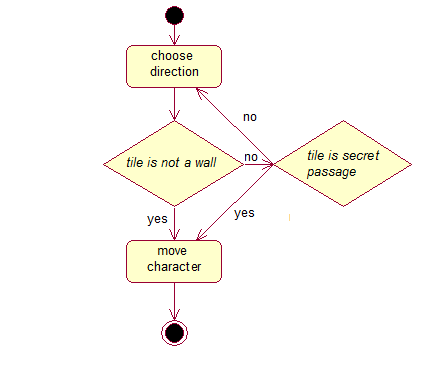 choose
direction
no
tile is not a wall
no
tile is secret
passage
yes
yes
move
character